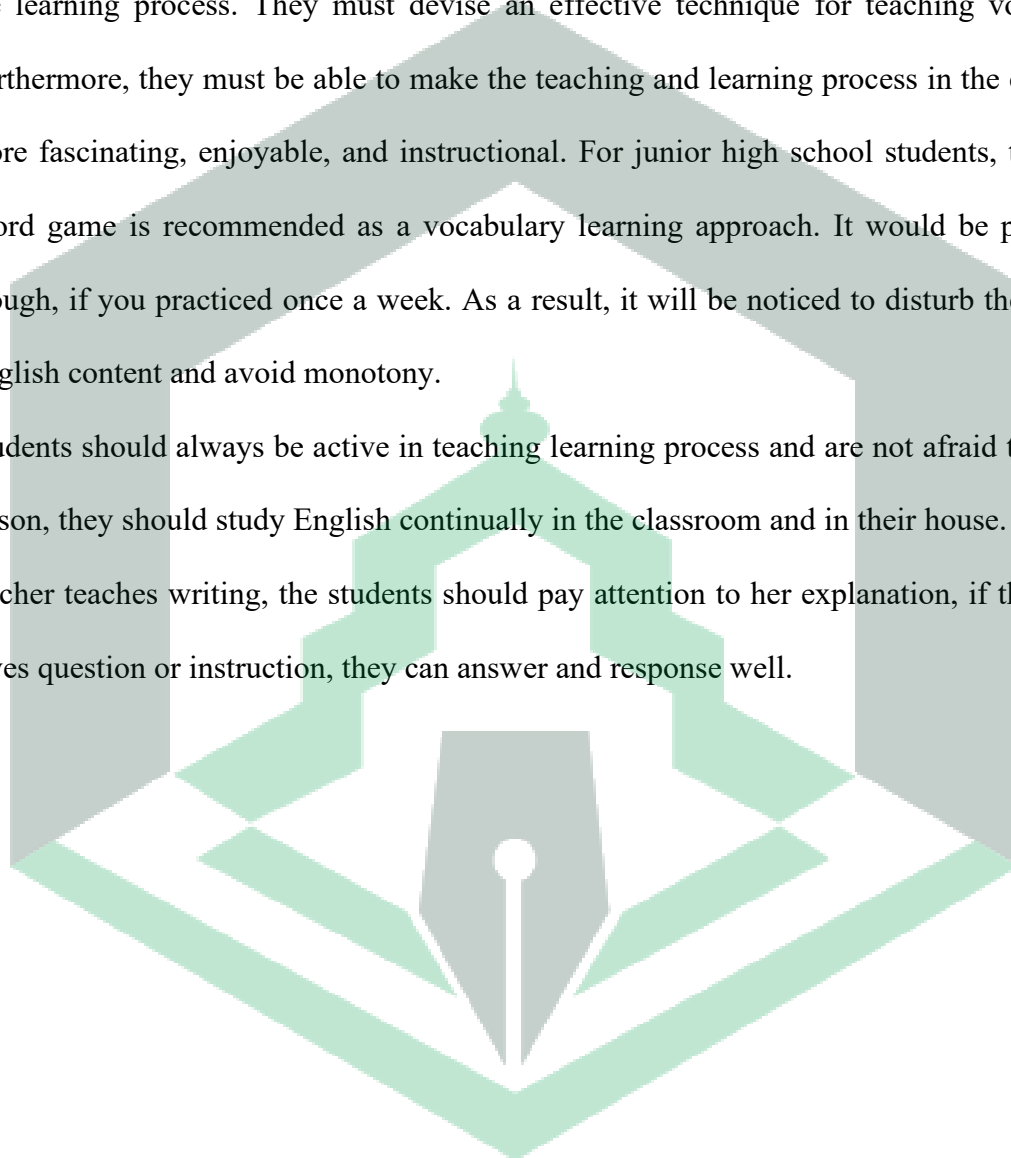 learning process. They must devise an effective technique for teaching vo
rthermore, they must be able to make the teaching and learning process in the
re fascinating, enjoyable, and instructional. For junior high school students,
ord game is recommended as a vocabulary learning approach. It would be p
ough, if you practiced once a week. As a result, it will be noticed to disturb the
glish content and avoid monotony.
udents should always be active in teaching learning process and are not afraid t
son, they should study English continually in the classroom and in their house.
cher teaches writing, the students should pay attention to her explanation, if th
ves question or instruction, they can answer and response well.